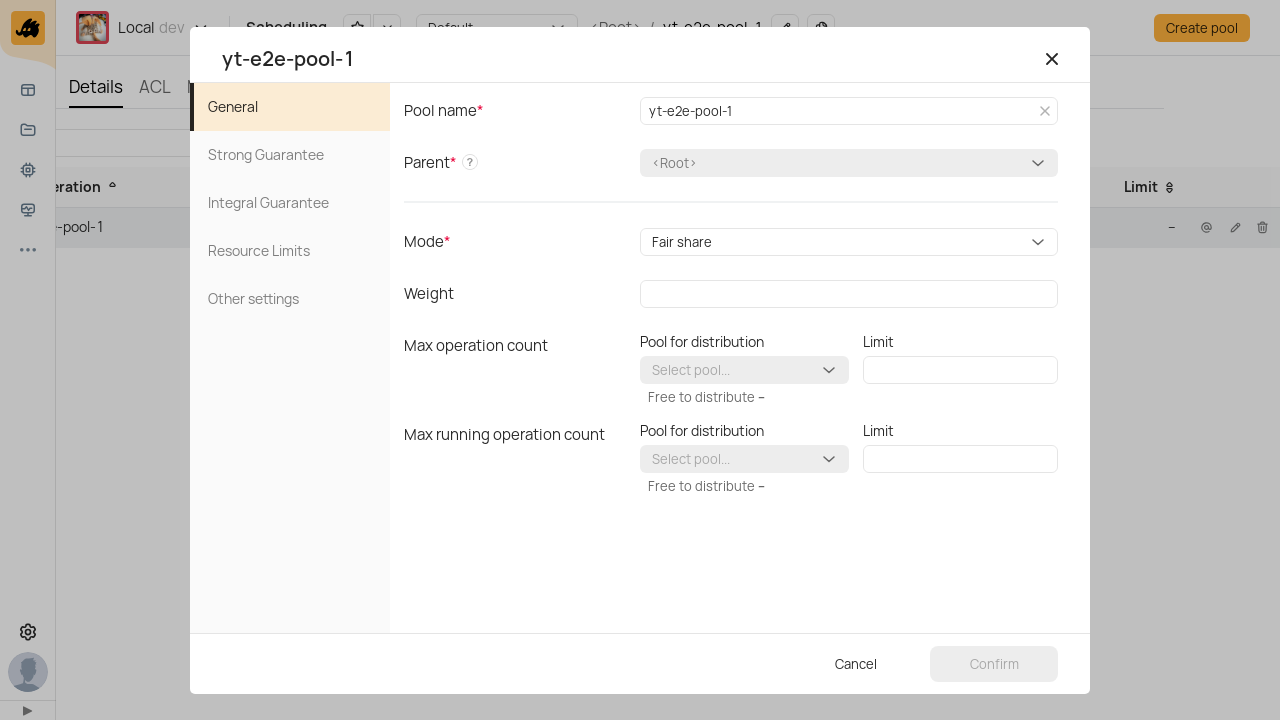 Local dev
Scheduling
Default
<Root> / yt-e2e-pool-1
Create pool
Details
ACL
yt-e2e-pool-1
General
Strong Guarantee
Integral Guarantee
Resource Limits
Other settings
Pool name*
yt-e2e-pool-1
Parent*
?
<Root>
Mode*
Fair share
Weight
Max operation count
Pool for distribution
Limit
Select pool...
Free to distribute –
Max running operation count
Pool for distribution
Limit
Select pool...
Free to distribute –
eration
Limit
-pool-1
–
Cancel
Confirm